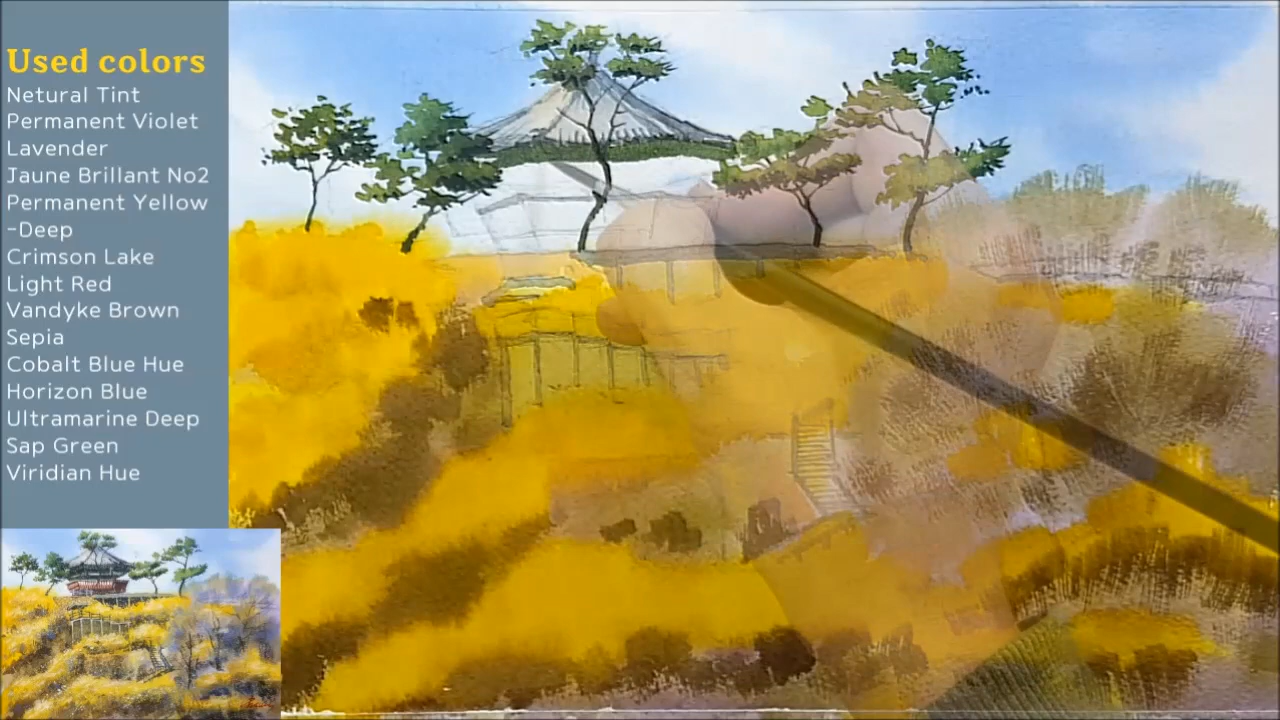 Used colors
Netural Tint
Permanent Violet
Lavender
Jaune Brillant No2
Permanent Yellow
-Deep
Crimson Lake
Light Red
Vandyke Brown
Sepia
Cobalt Blue Hue
Horizon Blue
Ultramarine Deep
Sap Green
Viridian Hue